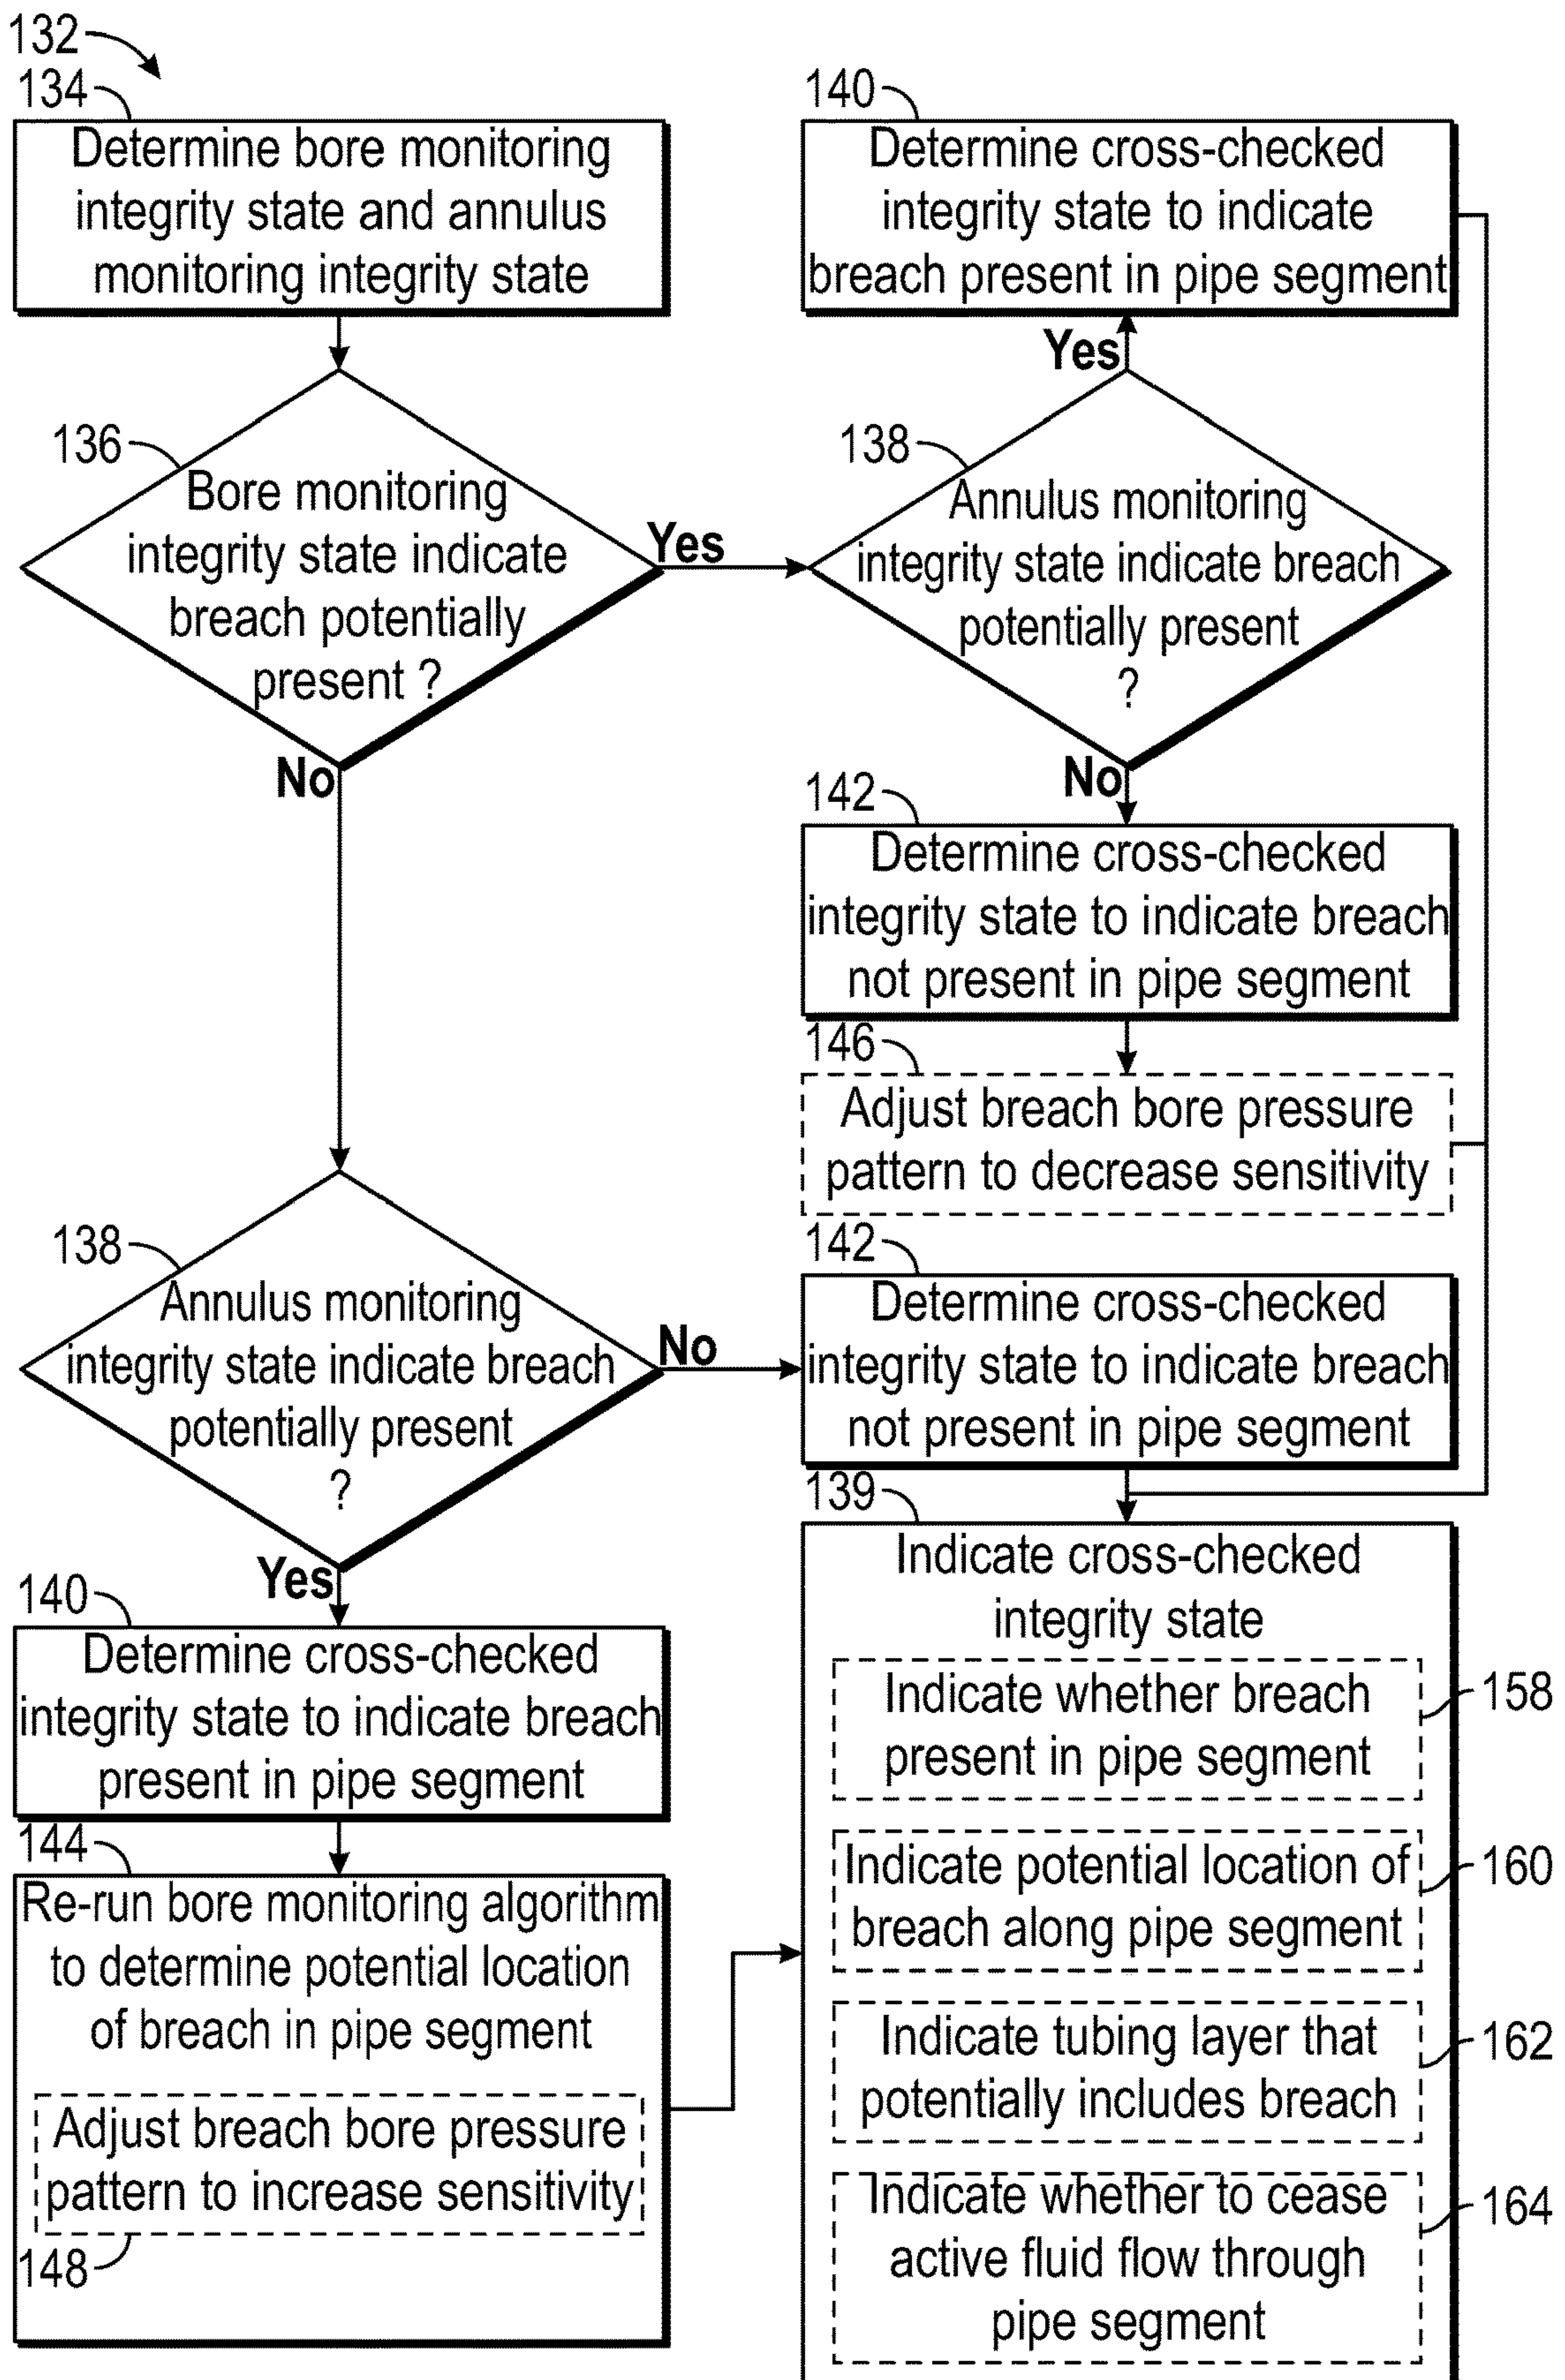 132
134
Determine bore monitoring
integrity state and annulus
monitoring integrity state
140
Determine cross-checked
integrity state to indicate
breach present in pipe segment
136
Bore monitoring
integrity state indicate
breach potentially
present ?
Yes
No
Yes
138
Annulus monitoring
integrity state indicate breach
potentially present
?
No
142
Determine cross-checked
integrity state to indicate breach
not present in pipe segment
146
Adjust breach bore pressure
pattern to decrease sensitivity
138
Annulus monitoring
integrity state indicate breach
potentially present
?
No
Yes
142
Determine cross-checked
integrity state to indicate breach
not present in pipe segment
140
Determine cross-checked
integrity state to indicate breach
present in pipe segment
144
Re-run bore monitoring algorithm
to determine potential location
of breach in pipe segment
Adjust breach bore pressure
pattern to increase sensitivity
148
139
Indicate cross-checked
integrity state
Indicate whether breach
present in pipe segment
158
Indicate potential location of
breach along pipe segment
160
Indicate tubing layer that
potentially includes breach
162
Indicate whether to cease
active fluid flow through
pipe segment
164